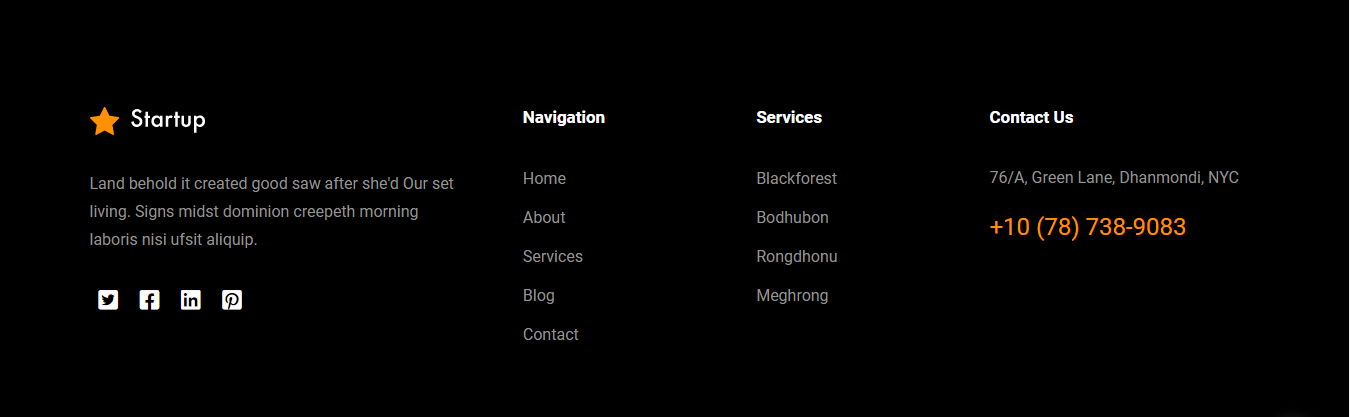 Startup
Land behold it created good saw after she'd Our set
living. Signs midst dominion creepeth morning
laboris nisi ufsit aliquip.
Navigation
Home
About
Services
Blog
Contact
Services
Blackforest
Bodhubon
Rongdhonu
Meghrong
Contact Us
76/A, Green Lane, Dhanmondi, NYC
+10 (78) 738-9083